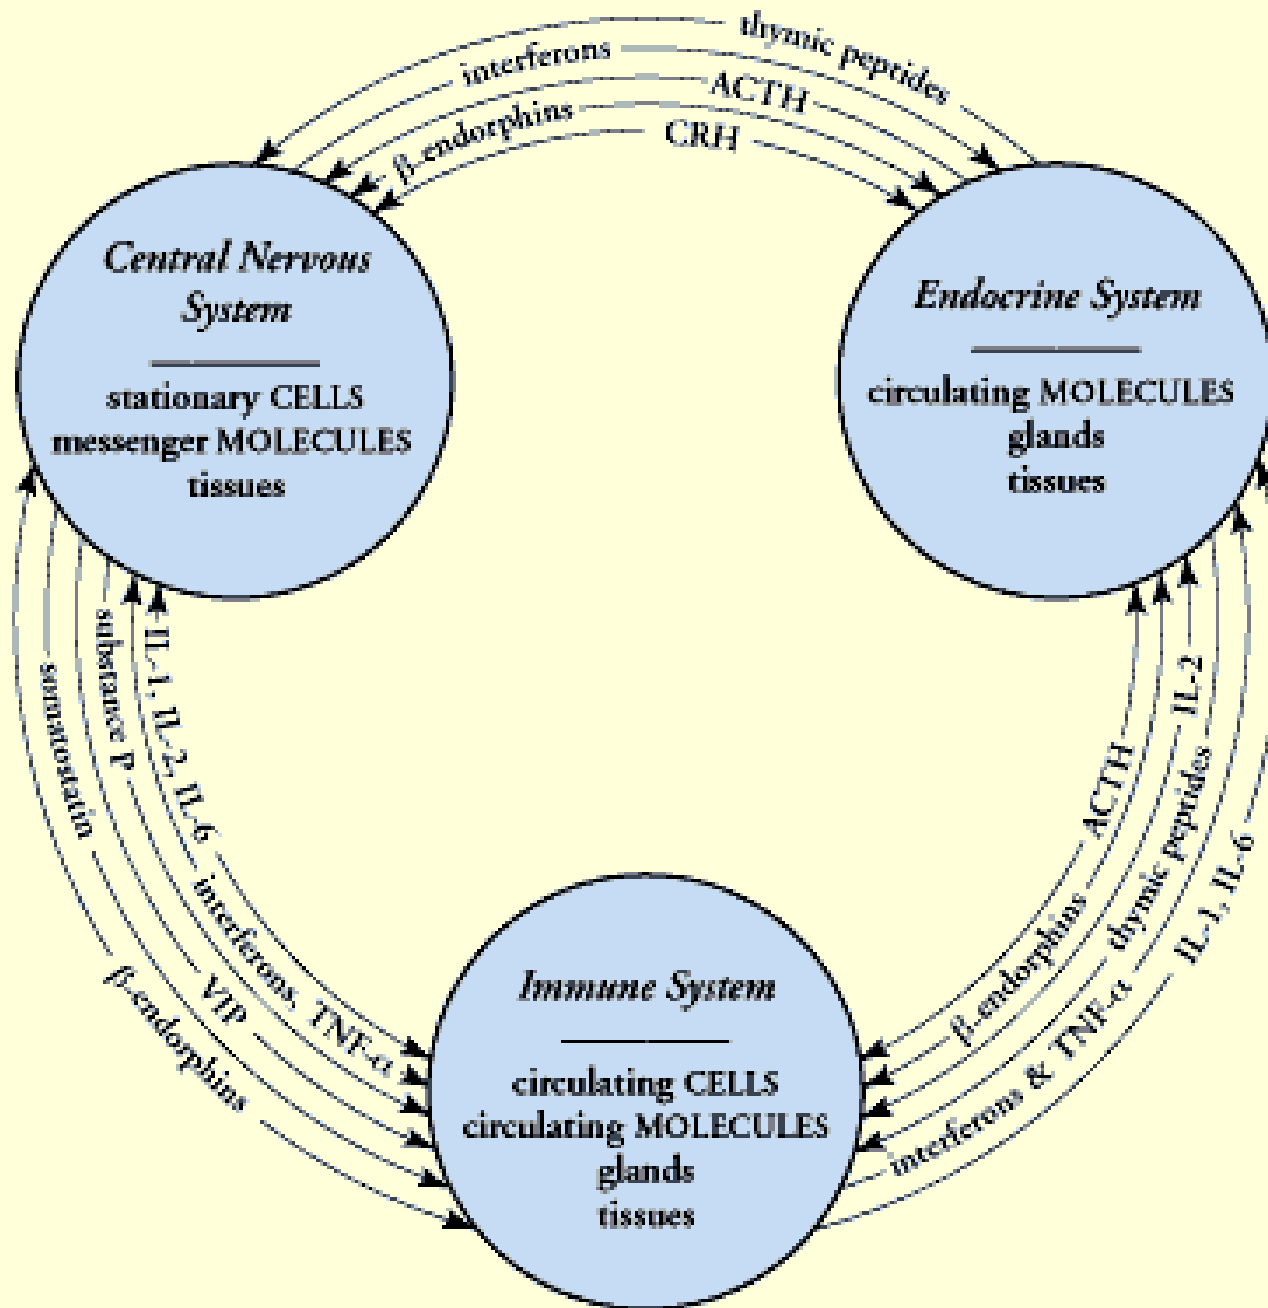 thymic peptides
interferons
ACTH
β-endorphins
CRH
Central Nervous
System
stationary CELLS
messenger MOLECULES
tissues
Endocrine System
circulating MOLECULES
glands
tissues
somatostatin
substance P
IL-1, IL-2, IL-6
interferons, TNF-α
VIP
β-endorphins
IL-2
ACTH
thymic peptides
β-endorphins
IL-1, IL-6
interferons & TNF-α
Immune System
circulating CELLS
circulating MOLECULES
glands
tissues